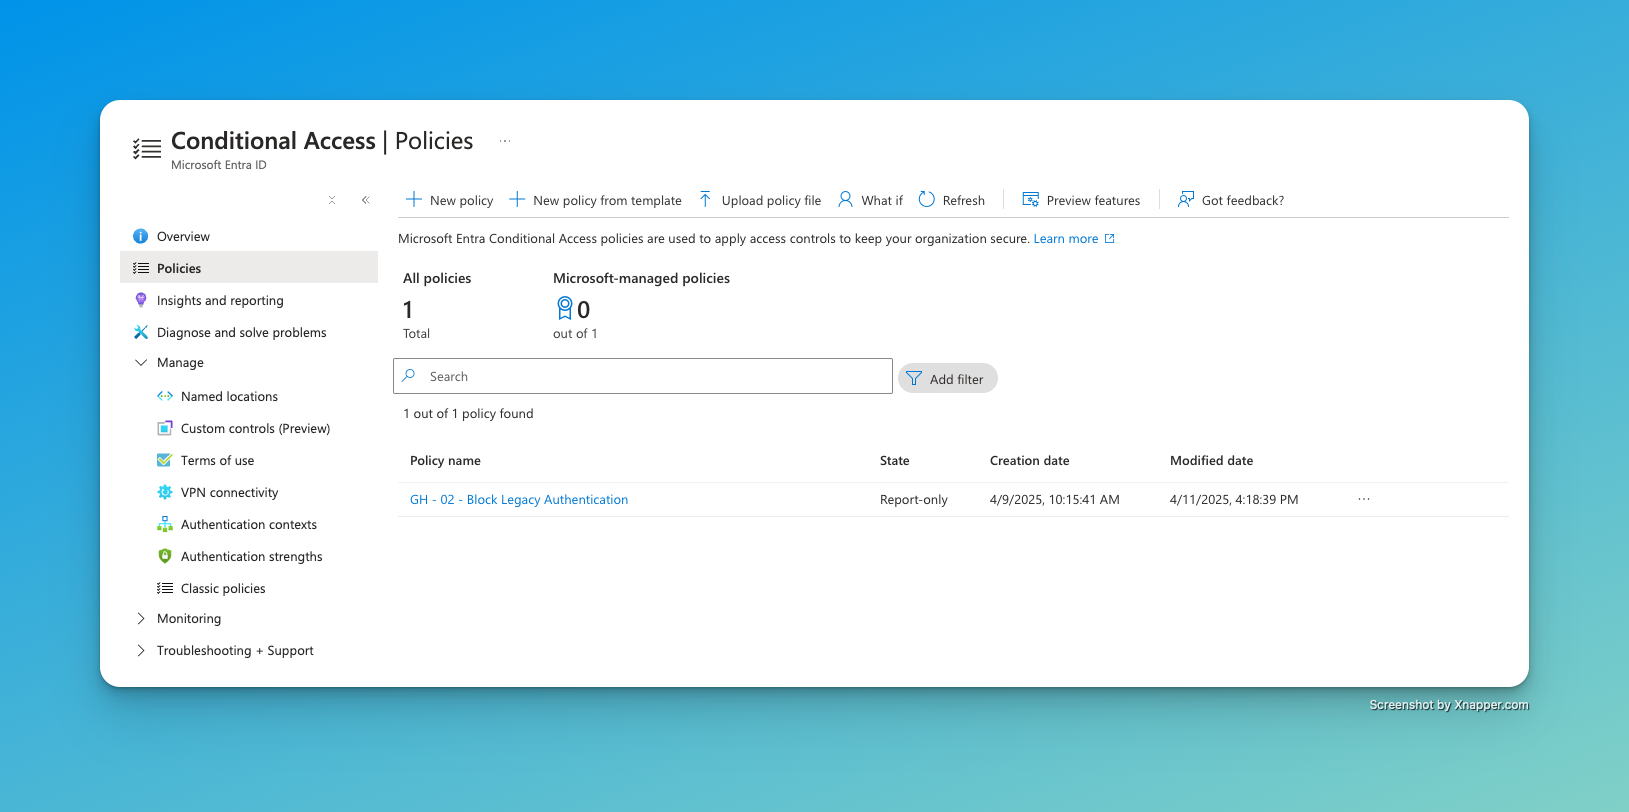 Conditional Access | Policies ...
Microsoft Entra ID
New policy New policy from template Upload policy file What if Refresh Preview features Got feedback?
Overview
Policies
Insights and reporting
Diagnose and solve problems
Manage
Named locations
Custom controls (Preview)
Terms of use
VPN connectivity
Authentication contexts
Authentication strengths
Classic policies
Monitoring
Troubleshooting + Support
Microsoft Entra Conditional Access policies are used to apply access controls to keep your organization secure. Learn more
All policies
1
Total
Microsoft-managed policies
0
out of 1
Search
Add filter
1 out of 1 policy found
Policy name State Creation date Modified date
GH - 02 - Block Legacy Authentication Report-only 4/9/2025, 10:15:41 AM 4/11/2025, 4:18:39 PM ...
Screenshot by Xnapper.com